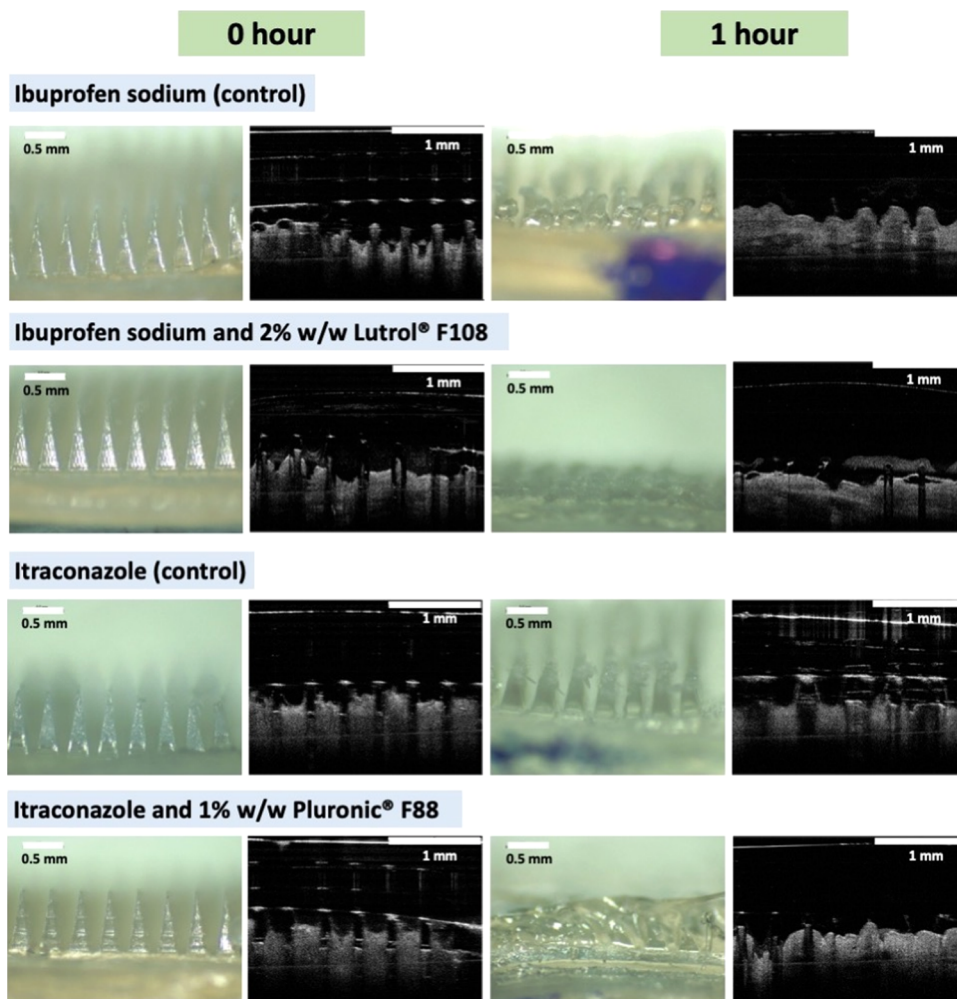 0 hour
1 hour
Ibuprofen sodium (control)
0.5 mm
1 mm
0.5 mm
1 mm
Ibuprofen sodium and 2% w/w Lutrol® F108
0.5 mm
1 mm
0.5 mm
1 mm
Itraconazole (control)
0.5 mm
1 mm
0.5 mm
1 mm
Itraconazole and 1% w/w Pluronic® F88
0.5 mm
1 mm
0.5 mm
1 mm